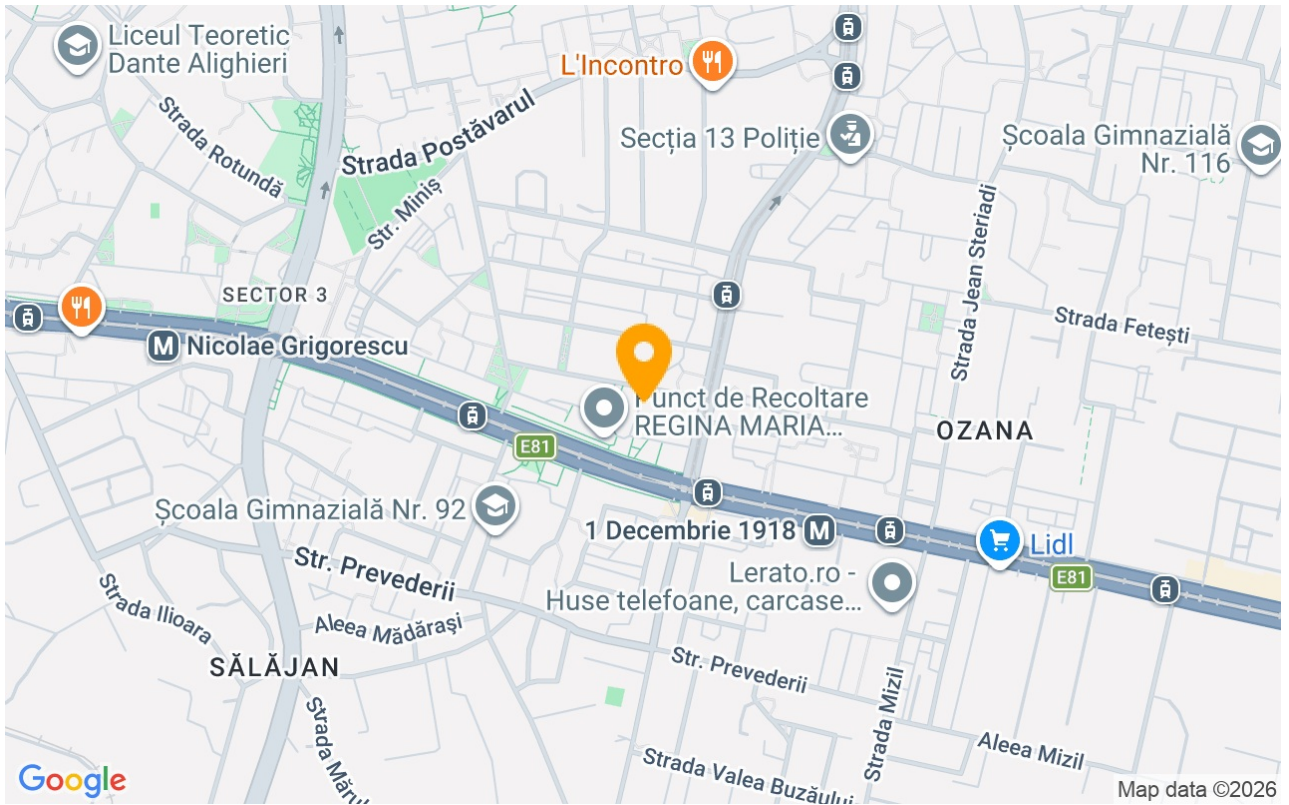 Liceul Teoretic
Dante Alighieri
L'Incontro
Strada Postăvarul
Strada Rotundă
Secția 13 Poliție
Școala Gimnazială
Nr. 116
Str. Miniș
Strada Jean Steriadi
SECTOR 3
Strada Fetești
M Nicolae Grigorescu
Punct de Recoltare
REGINA MARIA...
OZANA
E81
Școala Gimnazială Nr. 92
1 Decembrie 1918 M
Lidl
E81
Lerato.ro -
Huse telefoane, carcase...
Str. Prevederii
Strada Ilioara
Aleea Mădărași
SĂLĂJAN
Str. Prevederii
Strada Mizil
Aleea Mizil
Strada Mărul
Strada Valea Buzăului
Google
Map data ©2026